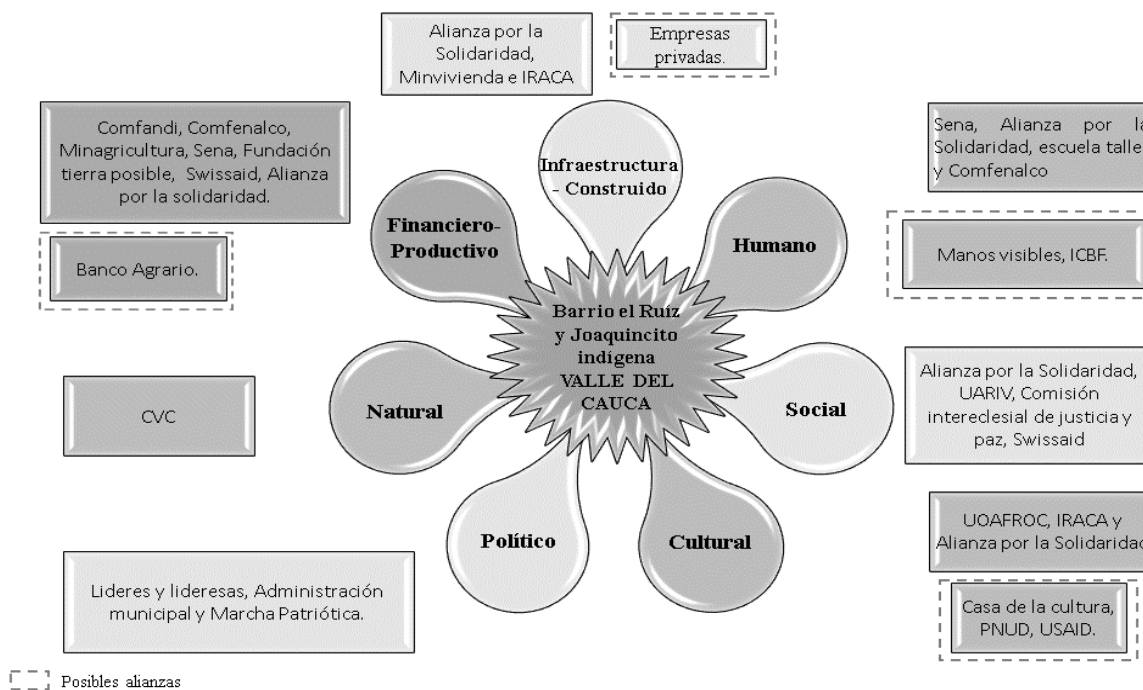 Alianza por la
Solidaridad,
Minvivienda e IRACA
Empresas
privadas.
Comfandi, Comfenalco,
Minagricultura, Sena, Fundación
tierra posible, Swissaid, Alianza
por la solidaridad.
Banco Agrario.
Sena, Alianza por la
Solidaridad, escuela talle
y Comfenalco
Manos visibles, ICBF.
Infraestructura
- Construido
Financiero-
Productivo
Humano
Barrio el Ruíz
y Joaquincito
indígena
VALLE DEL
CAUCA
Natural
Social
Político
Cultural
CVC
Alianza por la Solidaridad,
UARIV, Comisión
intereclesial de justicia y
paz, Swissaid
UOAFROC, IRACA y
Alianza por la Solidaridad
Lideres y lideresas, Administración
municipal y Marcha Patriótica.
Casa de la cultura,
PNUD, USAID.
Posibles alianzas